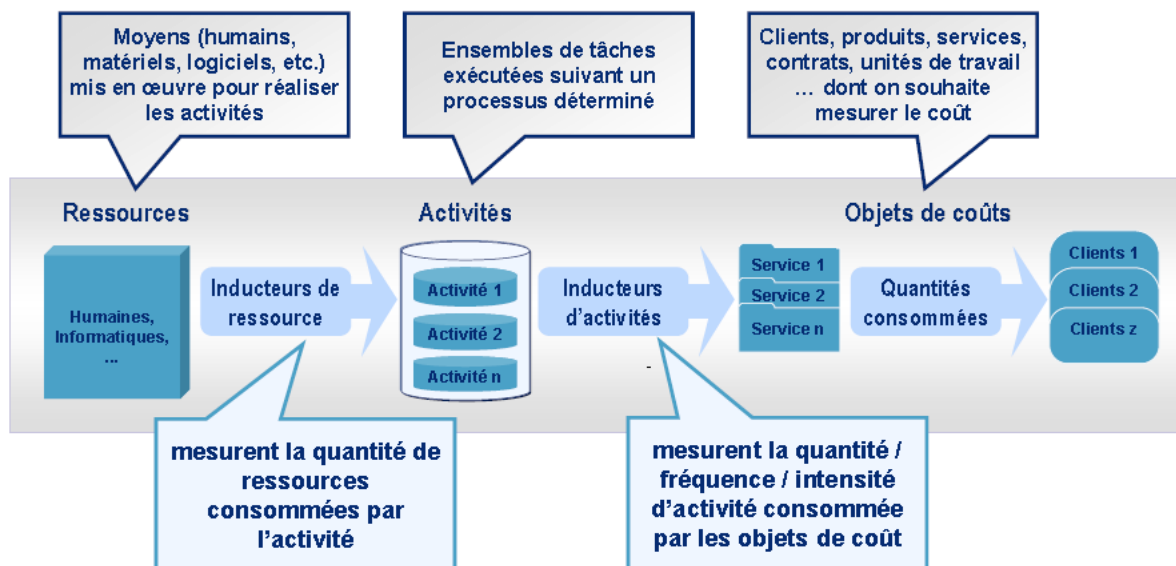 Moyens (humains,
matériels, logiciels, etc.)
mis en œuvre pour réaliser
les activités
Ensembles de tâches
exécutées suivant un
processus déterminé
Clients, produits, services,
contrats, unités de travail
... dont on souhaite
mesurer le coût
Ressources
Activités
Objets de coûts
Humaines,
Informatiques,
...
Inducteurs de
ressource
Activité 1
Activité 2
Activité n
Inducteurs
d'activités
-
Service 1
Service 2
Service n
Quantités
consommées
Clients 1
Clients 2
Clients z
mesurent la quantité de
ressources
consommées par
l'activité
mesurent la quantité /
fréquence / intensité
d'activité consommée
par les objets de coût